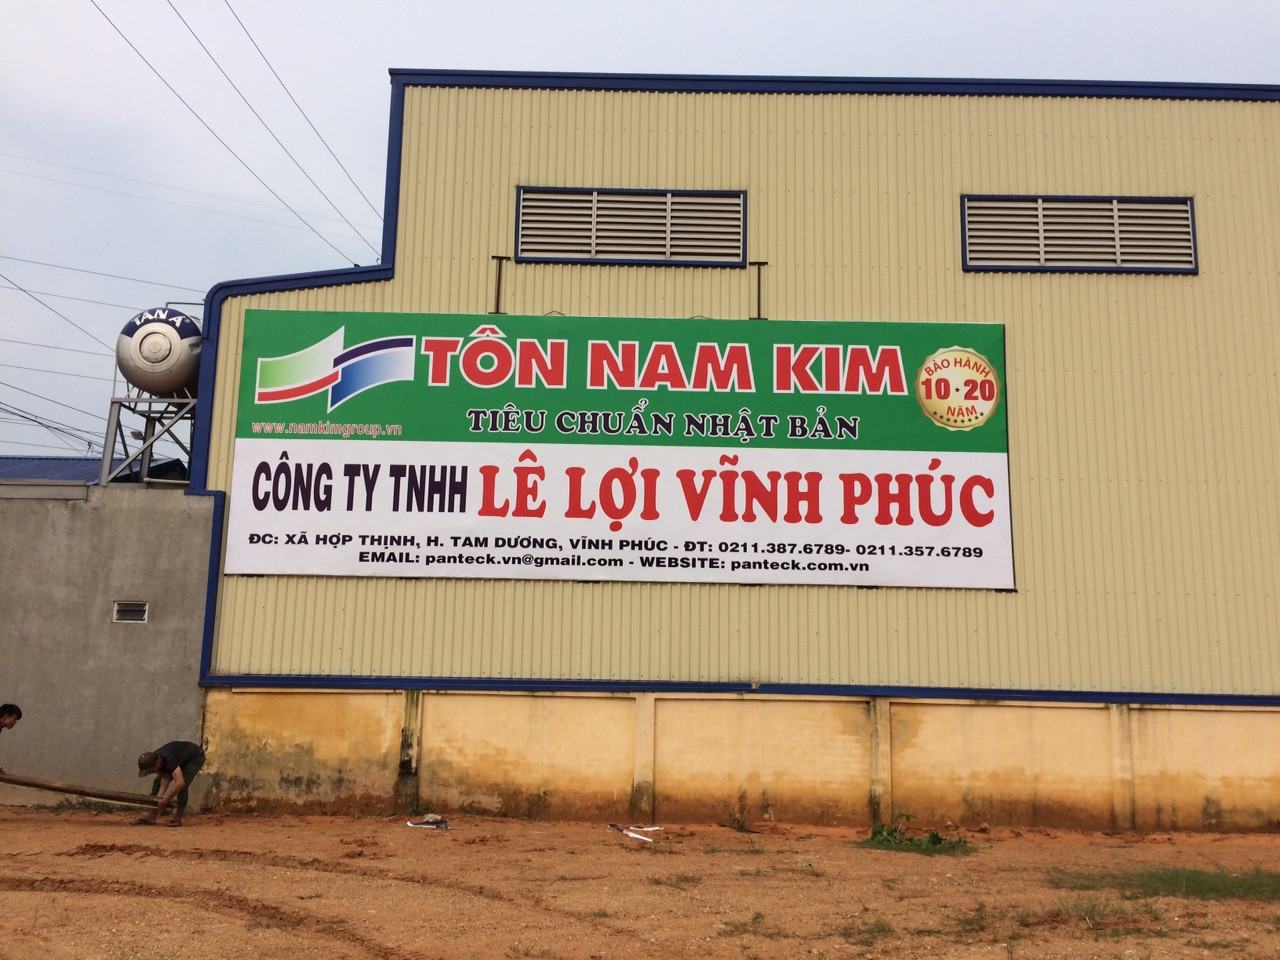 TÂN Á
TÔN NAM KIM
BẢO HÀNH
10 ★ 20
NĂM
TIÊU CHUẨN NHẬT BẢN
www.namkimgroup.vn
CÔNG TY TNHH LÊ LỢI VĨNH PHÚC
ĐC: XÃ HỢP THỊNH, H. TAM DƯƠNG, VĨNH PHÚC - ĐT: 0211.387.6789- 0211.357.6789
EMAIL: panteck.vn@gmail.com - WEBSITE: panteck.com.vn